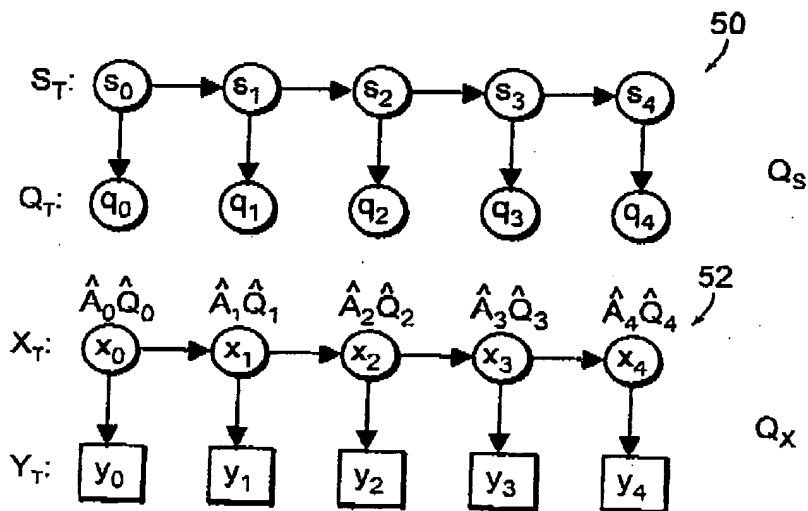 50
S_T: s_0 s_1 s_2 s_3 s_4
Q_S
Q_T: q_0 q_1 q_2 q_3 q_4
52
Â_0Q̂_0 Â_1Q̂_1 Â_2Q̂_2 Â_3Q̂_3 Â_4Q̂_4
X_T: x_0 x_1 x_2 x_3 x_4
Q_X
Y_T: y_0 y_1 y_2 y_3 y_4